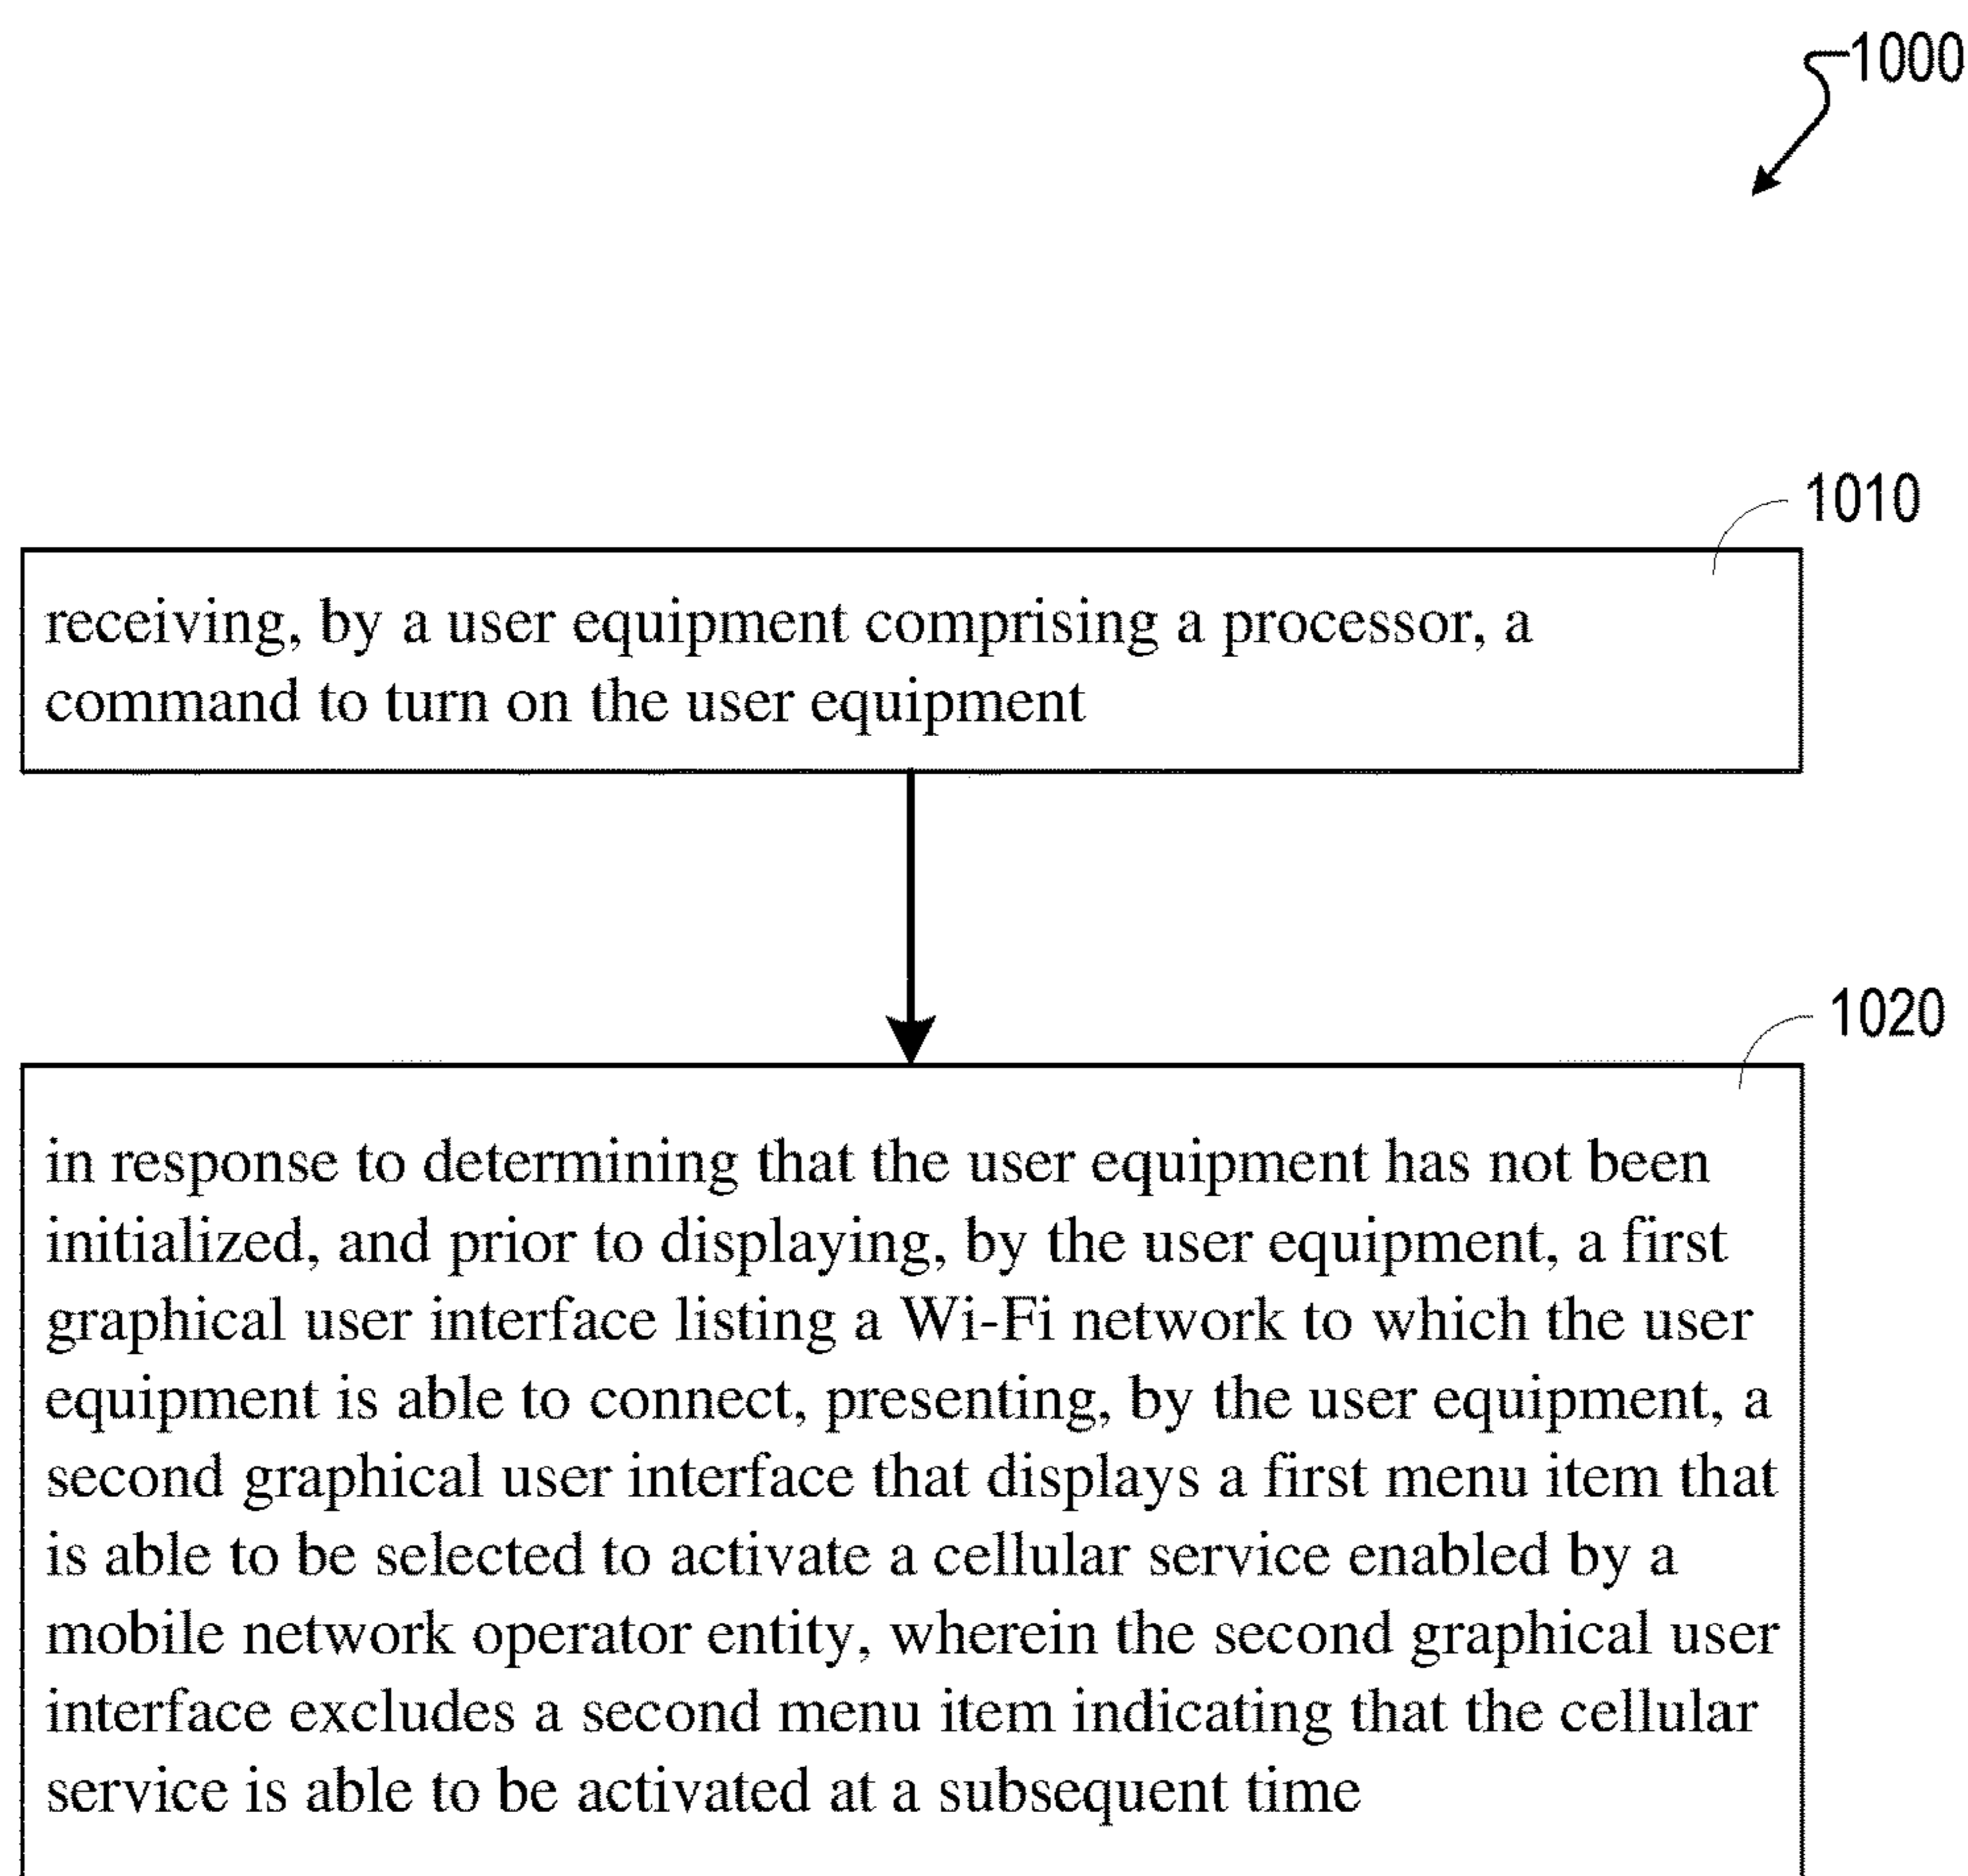 1000
1010
receiving, by a user equipment comprising a processor, a
command to turn on the user equipment
1020
in response to determining that the user equipment has not been
initialized, and prior to displaying, by the user equipment, a first
graphical user interface listing a Wi-Fi network to which the user
equipment is able to connect, presenting, by the user equipment, a
second graphical user interface that displays a first menu item that
is able to be selected to activate a cellular service enabled by a
mobile network operator entity, wherein the second graphical user
interface excludes a second menu item indicating that the cellular
service is able to be activated at a subsequent time